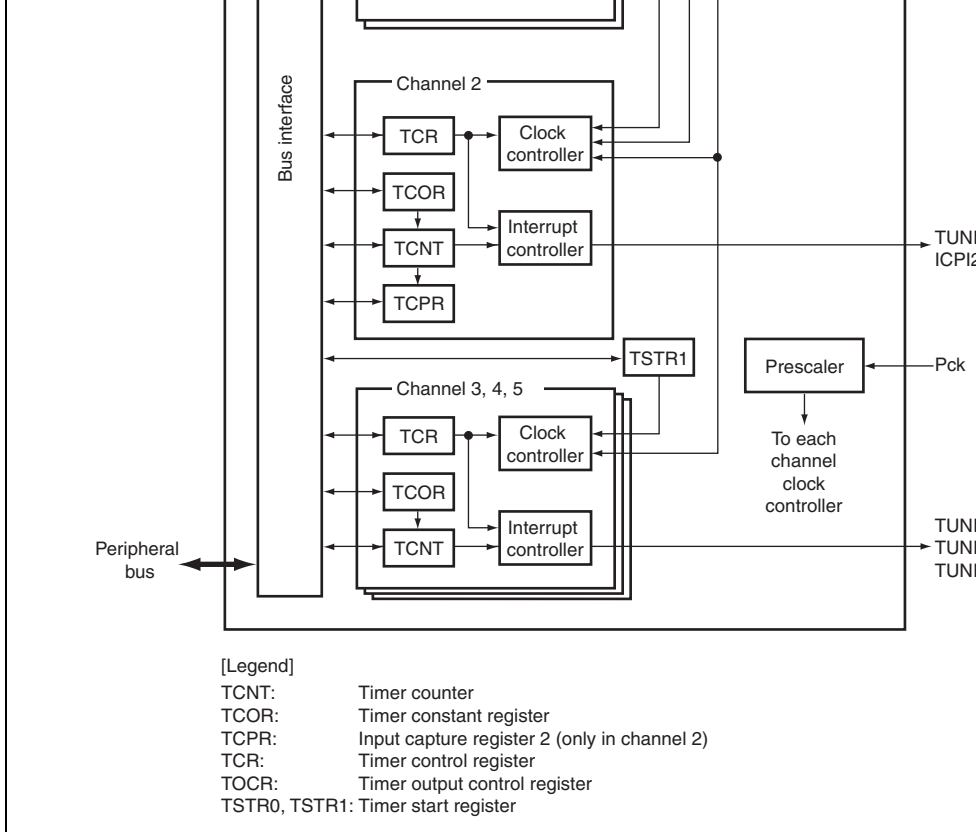 Bus interface
Channel 2
TCR
Clock
controller
TCOR
TCNT
Interrupt
controller
TCPR
ICPI2
TSTR1
Prescaler
Pck
Channel 3, 4, 5
TCR
Clock
controller
To each
channel
clock
controller
TCOR
TCNT
Interrupt
controller
Peripheral
bus
[Legend]
TCNT: Timer counter
TCOR: Timer constant register
TCPR: Input capture register 2 (only in channel 2)
TCR: Timer control register
TOCR: Timer output control register
TSTR0, TSTR1: Timer start register